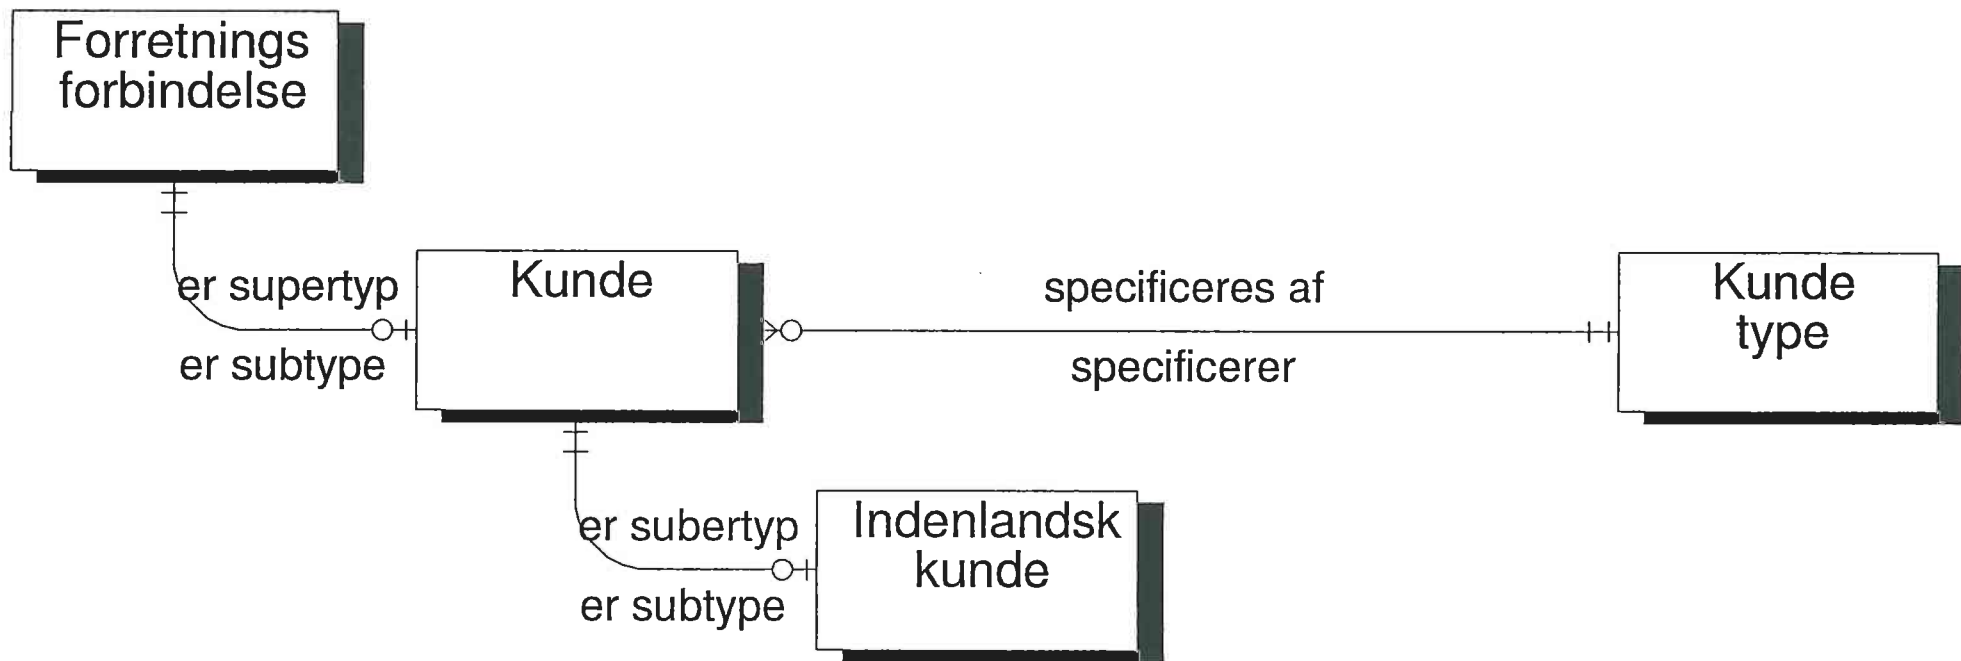 Forretnings
forbindelse
er supertyp
er subtype
Kunde
specificeres af
specificerer
Kunde
type
er subertyp
er subtype
Indenlandsk
kunde